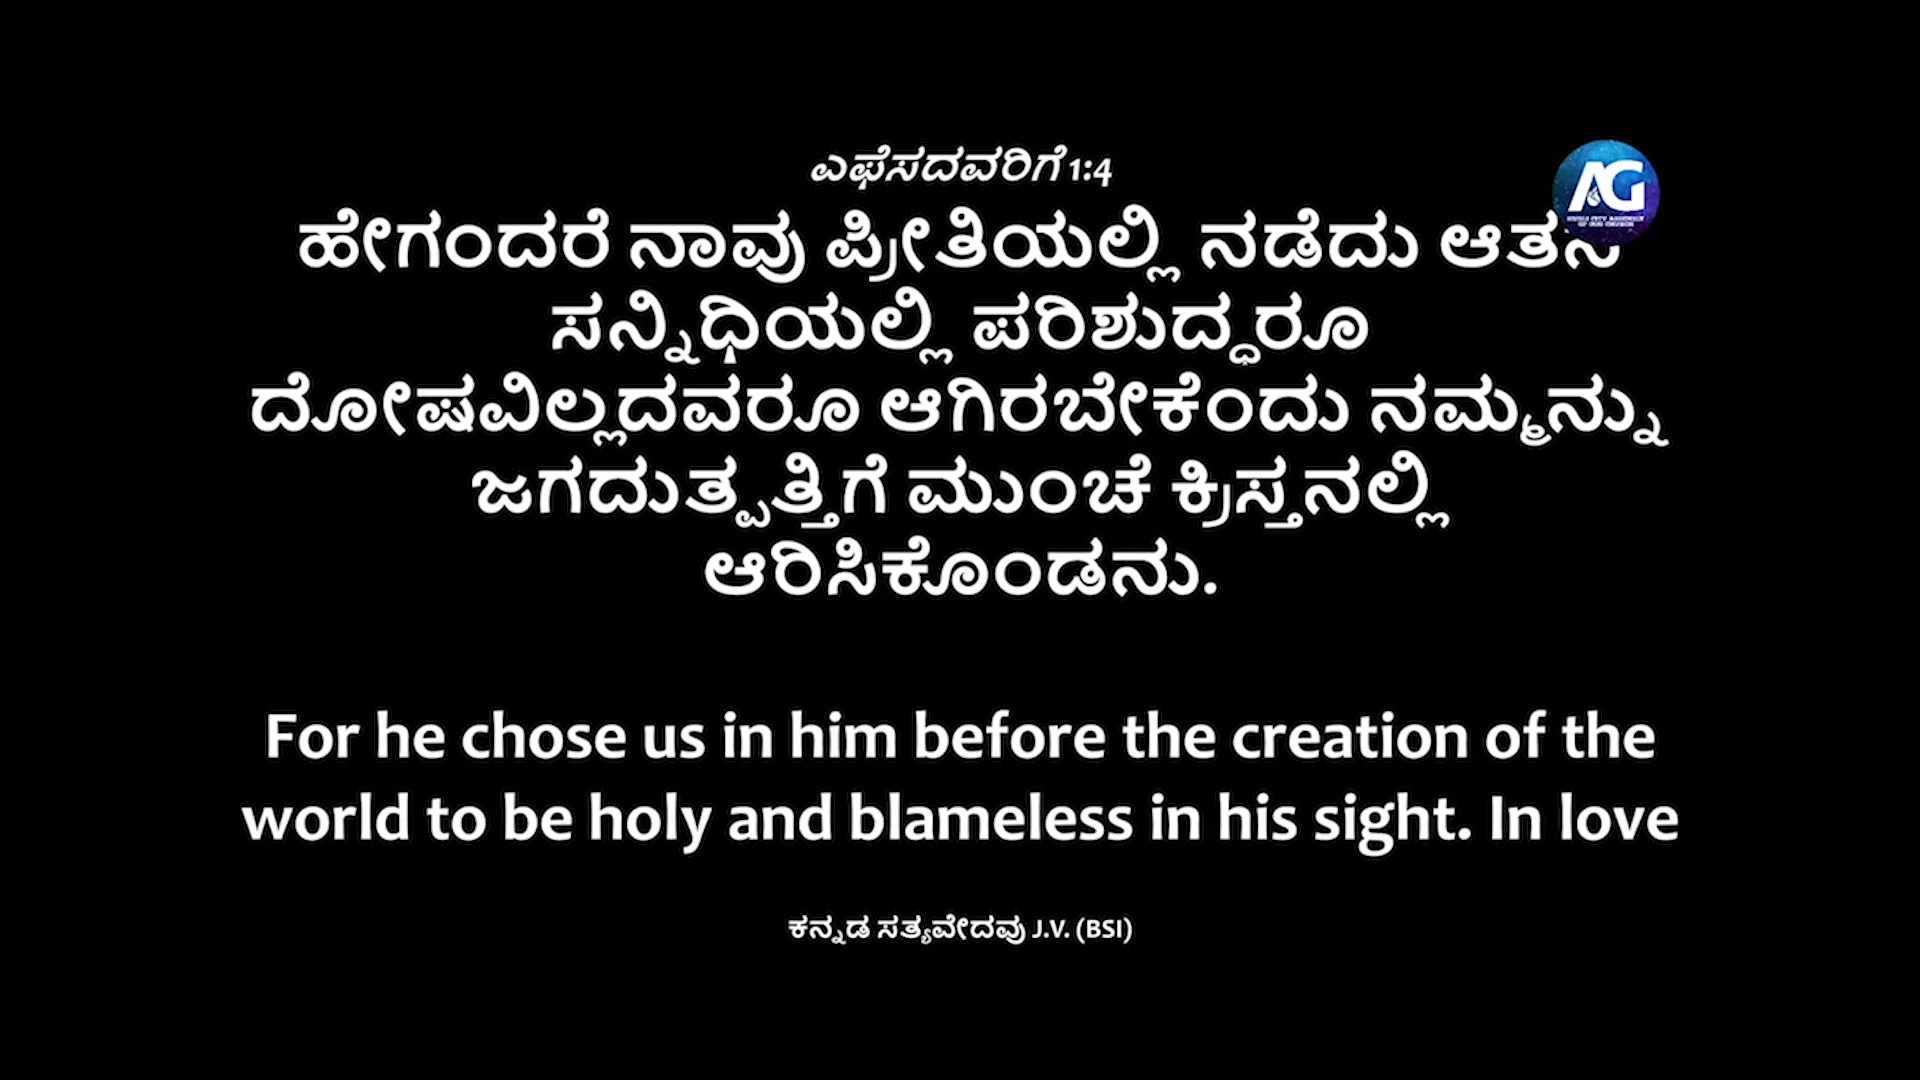 ಎಫೆಸದವರಿಗೆ 1:4
AG
ಹೇಗಂದರೆ ನಾವು ಪ್ರೀತಿಯಲ್ಲಿ ನಡೆದು ಆತನ
ಸನ್ನಿಧಿಯಲ್ಲಿ ಪರಿಶುದ್ಧರೂ
ದೋಷವಿಲ್ಲದವರೂ ಆಗಿರಬೇಕೆಂದು ನಮ್ಮನ್ನು
ಜಗದುತ್ಪತ್ತಿಗೆ ಮುಂಚೆ ಕ್ರಿಸ್ತನಲ್ಲಿ
ಆರಿಸಿಕೊಂಡನು.
For he chose us in him before the creation of the
world to be holy and blameless in his sight. In love
ಕನ್ನಡ ಸತ್ಯವೇದವು J.V. (BSI)